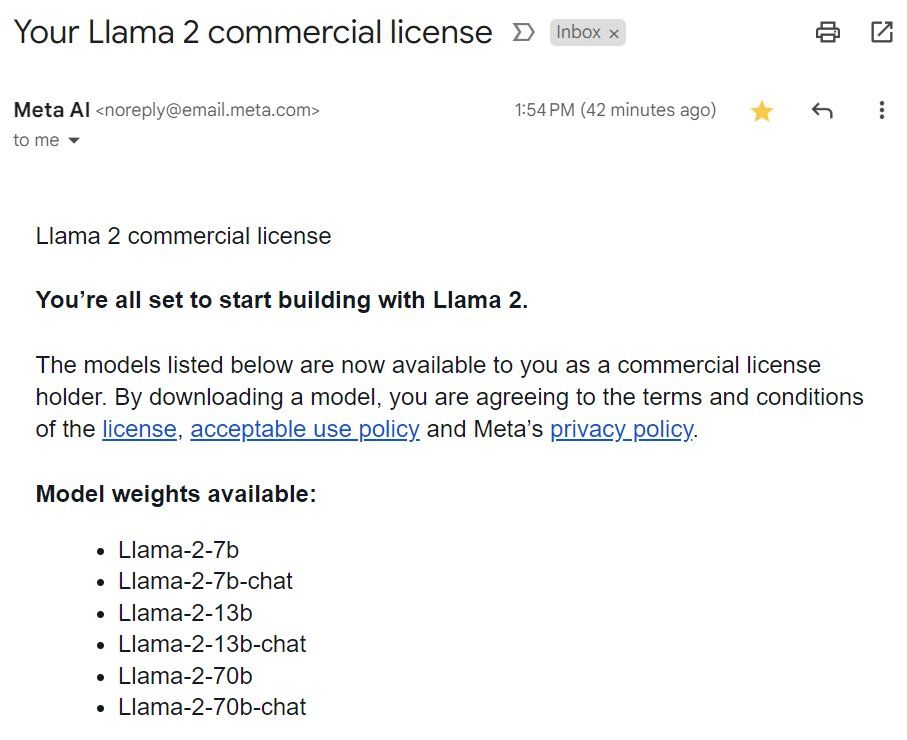 Your Llama 2 commercial license Inbox ×
Meta AI <noreply@email.meta.com> 1:54 PM (42 minutes ago)
to me
Llama 2 commercial license
You’re all set to start building with Llama 2.
The models listed below are now available to you as a commercial license
holder. By downloading a model, you are agreeing to the terms and conditions
of the license, acceptable use policy and Meta’s privacy policy.
Model weights available:
• Llama-2-7b
• Llama-2-7b-chat
• Llama-2-13b
• Llama-2-13b-chat
• Llama-2-70b
• Llama-2-70b-chat